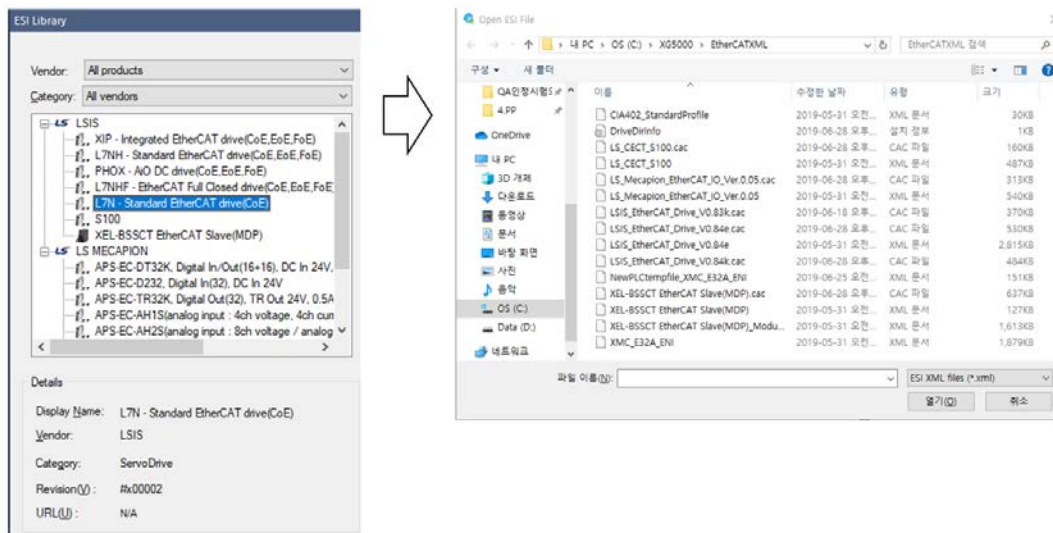 ESI Library
Vendor: All products
Category: All vendors
LS LSIS
XIP - Integrated EtherCAT drive(CoE,EoE,FoE)
L7NH - Standard EtherCAT drive(CoE,EoE,FoE)
PHOX - AiO DC drive(CoE,EoE,FoE)
L7NHF - EtherCAT Full Closed drive(CoE,EoE,FoE
L7N - Standard EtherCAT drive(CoE)
S100
XEL-BSSCT EtherCAT Slave(MDP)
LS LS MECAPION
APS-EC-DT32K, Digital In/Out(16+16), DC In 24V,
APS-EC-D232, Digital In(32), DC In 24V
APS-EC-TR32K, Digital Out(32), TR Out 24V, 0.5A
APS-EC-AH1S(analog input : 4ch voltage, 4ch curr
APS-EC-AH2S(analog input : 8ch voltage / analog
Details
Display Name: L7N - Standard EtherCAT drive(CoE)
Vendor: LSIS
Category: ServoDrive
Revision(V) : #x00002
URL(U) : N/A
Open ESI File
내 PC > OS (C:) > XG5000 > EtherCATXML
EtherCATXML 검색
구성 새 폴더
QA인정시험
4.PP
OneDrive
내 PC
3D 개체
다운로드
동영상
문서
바탕 화면
사진
음악
OS (C:)
Data (D:)
네트워크
이름 수정한 날짜 유형 크기
CIA402_StandardProfile 2019-05-31 오전... XML 문서 30KB
DriveDirInfo 2019-06-28 오후... 설치 정보 1KB
LS_CECT_S100.cac 2019-06-28 오후... CAC 파일 160KB
LS_CECT_S100 2019-05-31 오전... XML 문서 487KB
LS_Mecapion_EtherCAT_IO_Ver.0.05.cac 2019-06-28 오후... CAC 파일 313KB
LS_Mecapion_EtherCAT_IO_Ver.0.05 2019-05-31 오전... XML 문서 540KB
LSIS_EtherCAT_Drive_V0.83k.cac 2019-06-18 오후... CAC 파일 370KB
LSIS_EtherCAT_Drive_V0.84e.cac 2019-06-28 오후... CAC 파일 530KB
LSIS_EtherCAT_Drive_V0.84e 2019-05-31 오전... XML 문서 2,815KB
LSIS_EtherCAT_Drive_V0.84k.cac 2019-06-28 오후... CAC 파일 484KB
NewPLCtempfile_XMC_E32A_ENI 2019-06-25 오전... XML 문서 151KB
XEL-BSSCT EtherCAT Slave(MDP).cac 2019-06-28 오후... CAC 파일 637KB
XEL-BSSCT EtherCAT Slave(MDP) 2019-05-31 오전... XML 문서 127KB
XEL-BSSCT EtherCAT Slave(MDP)_Modu... 2019-05-31 오전... XML 문서 1,613KB
XMC_E32A_ENI 2019-05-31 오전... XML 문서 1,879KB
파일 이름(N):
ESI XML files (*.xml)
열기(O) 취소